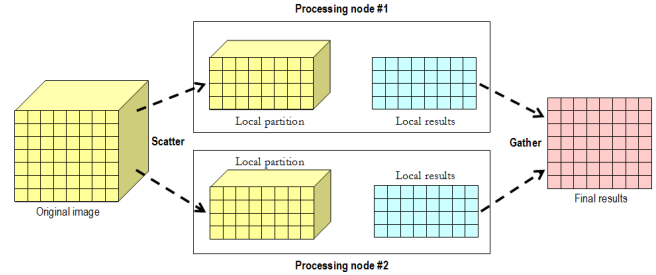 Processing node #1
Local partition
Local results
Scatter
Gather
Original image
Local partition
Local results
Final results
Processing node #2